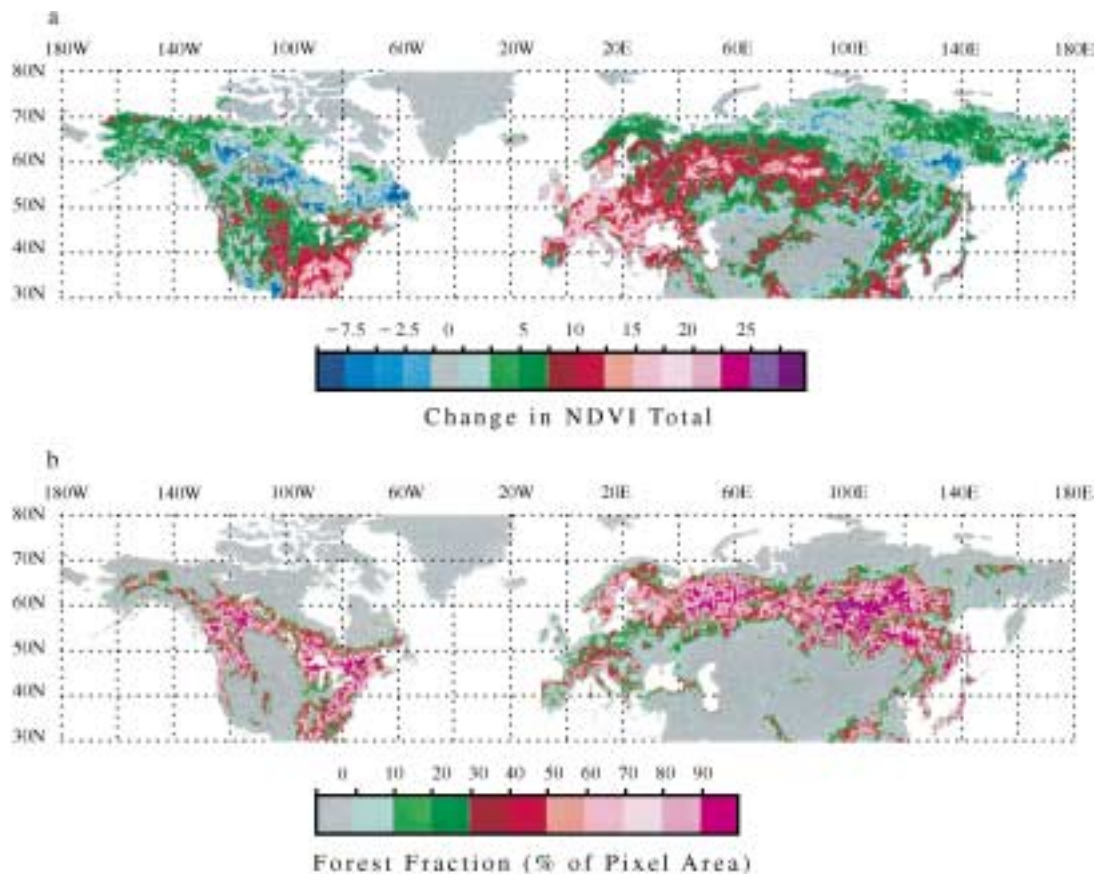 a
180W 140W 100W 60W 20W 20E 60E 100E 140E 180E
80N
70N
60N
50N
40N
30N
−7.5 −2.5 0 5 10 15 20 25
Change in NDVI Total
b
180W 140W 100W 60W 20W 20E 60E 100E 140E 180E
80N
70N
60N
50N
40N
30N
0 10 20 30 40 50 60 70 80 90
Forest Fraction (% of Pixel Area)